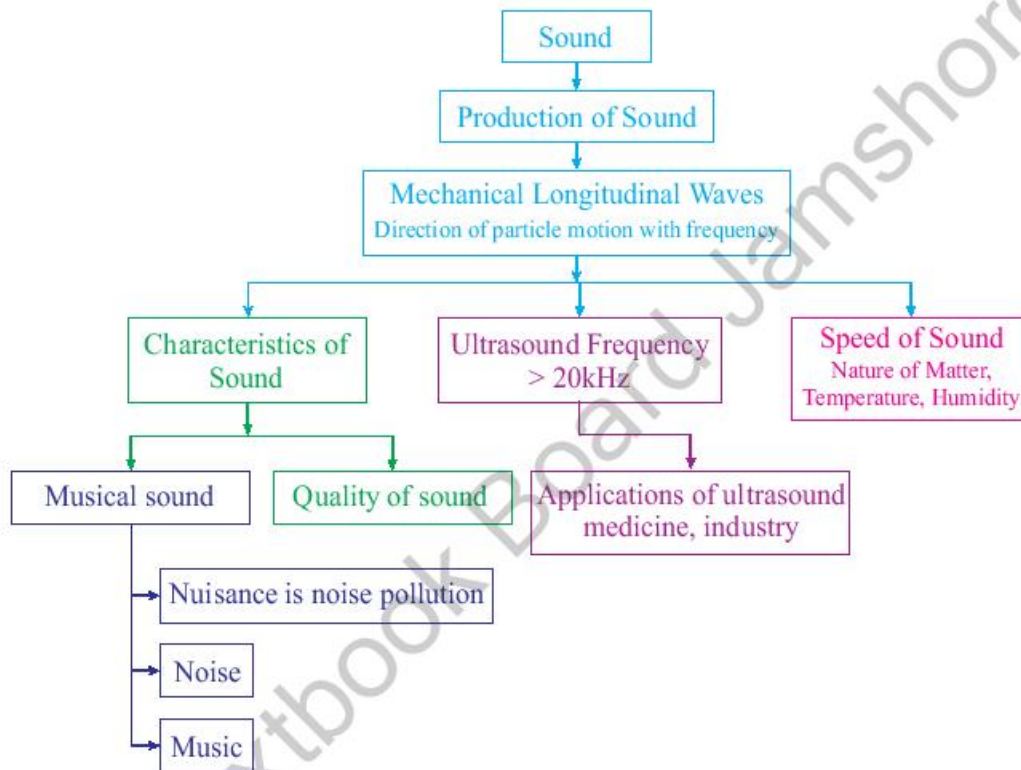 Sound
Production of Sound
Mechanical Longitudinal Waves
Direction of particle motion with frequency
Characteristics of
Sound
Ultrasound Frequency
> 20kHz
Speed of Sound
Nature of Matter,
Temperature, Humidity
Musical sound
Quality of sound
Applications of ultrasound
medicine, industry
Nuisance is noise pollution
Noise
Music
xtbook Board Jamshoro